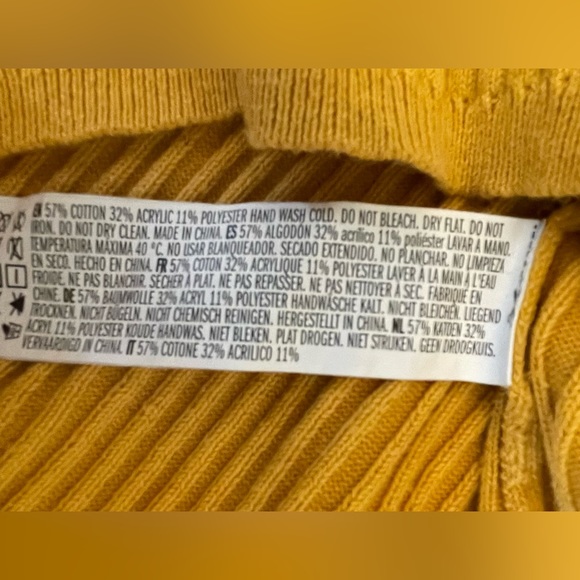 EN 57% COTTON 32% ACRYLIC 11% POLYESTER HAND WASH COLD. DO NOT BLEACH. DRY FLAT. DO NOT
IRON. DO NOT DRY CLEAN. MADE IN CHINA. ES 57% ALGODÓN 32% acrílico 11% poliéster LAVAR A MANO.
TEMPERATURA MÁXIMA 40 °C. NO USAR BLANQUEADOR. SECADO EXTENDIDO. NO PLANCHAR. NO LIMPIEZA
EN SECO. HECHO EN CHINA. FR 57% COTON 32% ACRYLIQUE 11% POLYESTER LAVER À LA MAIN À L'EAU
FROIDE. NE PAS BLANCHIR. SÉCHER À PLAT. NE PAS REPASSER. NE PAS NETTOYER À SEC. FABRIQUÉ EN
CHINE. DE 57% BAUMWOLLE 32% ACRYL 11% POLYESTER HANDWÄSCHE KALT. NICHT BLEICHEN. LIEGEND
TROCKNEN. NICHT BÜGELN. NICHT CHEMISCH REINIGEN. HERGESTELLT IN CHINA. NL 57% KATOEN 32%
ACRYL 11% POLYESTER KOUDE HANDWAS. NIET BLEKEN. PLAT DROGEN. NIET STRIJKEN. GEEN DROOGKUIS.
VERVAARDIGD IN CHINA. IT 57% COTONE 32% ACRILICO 11%